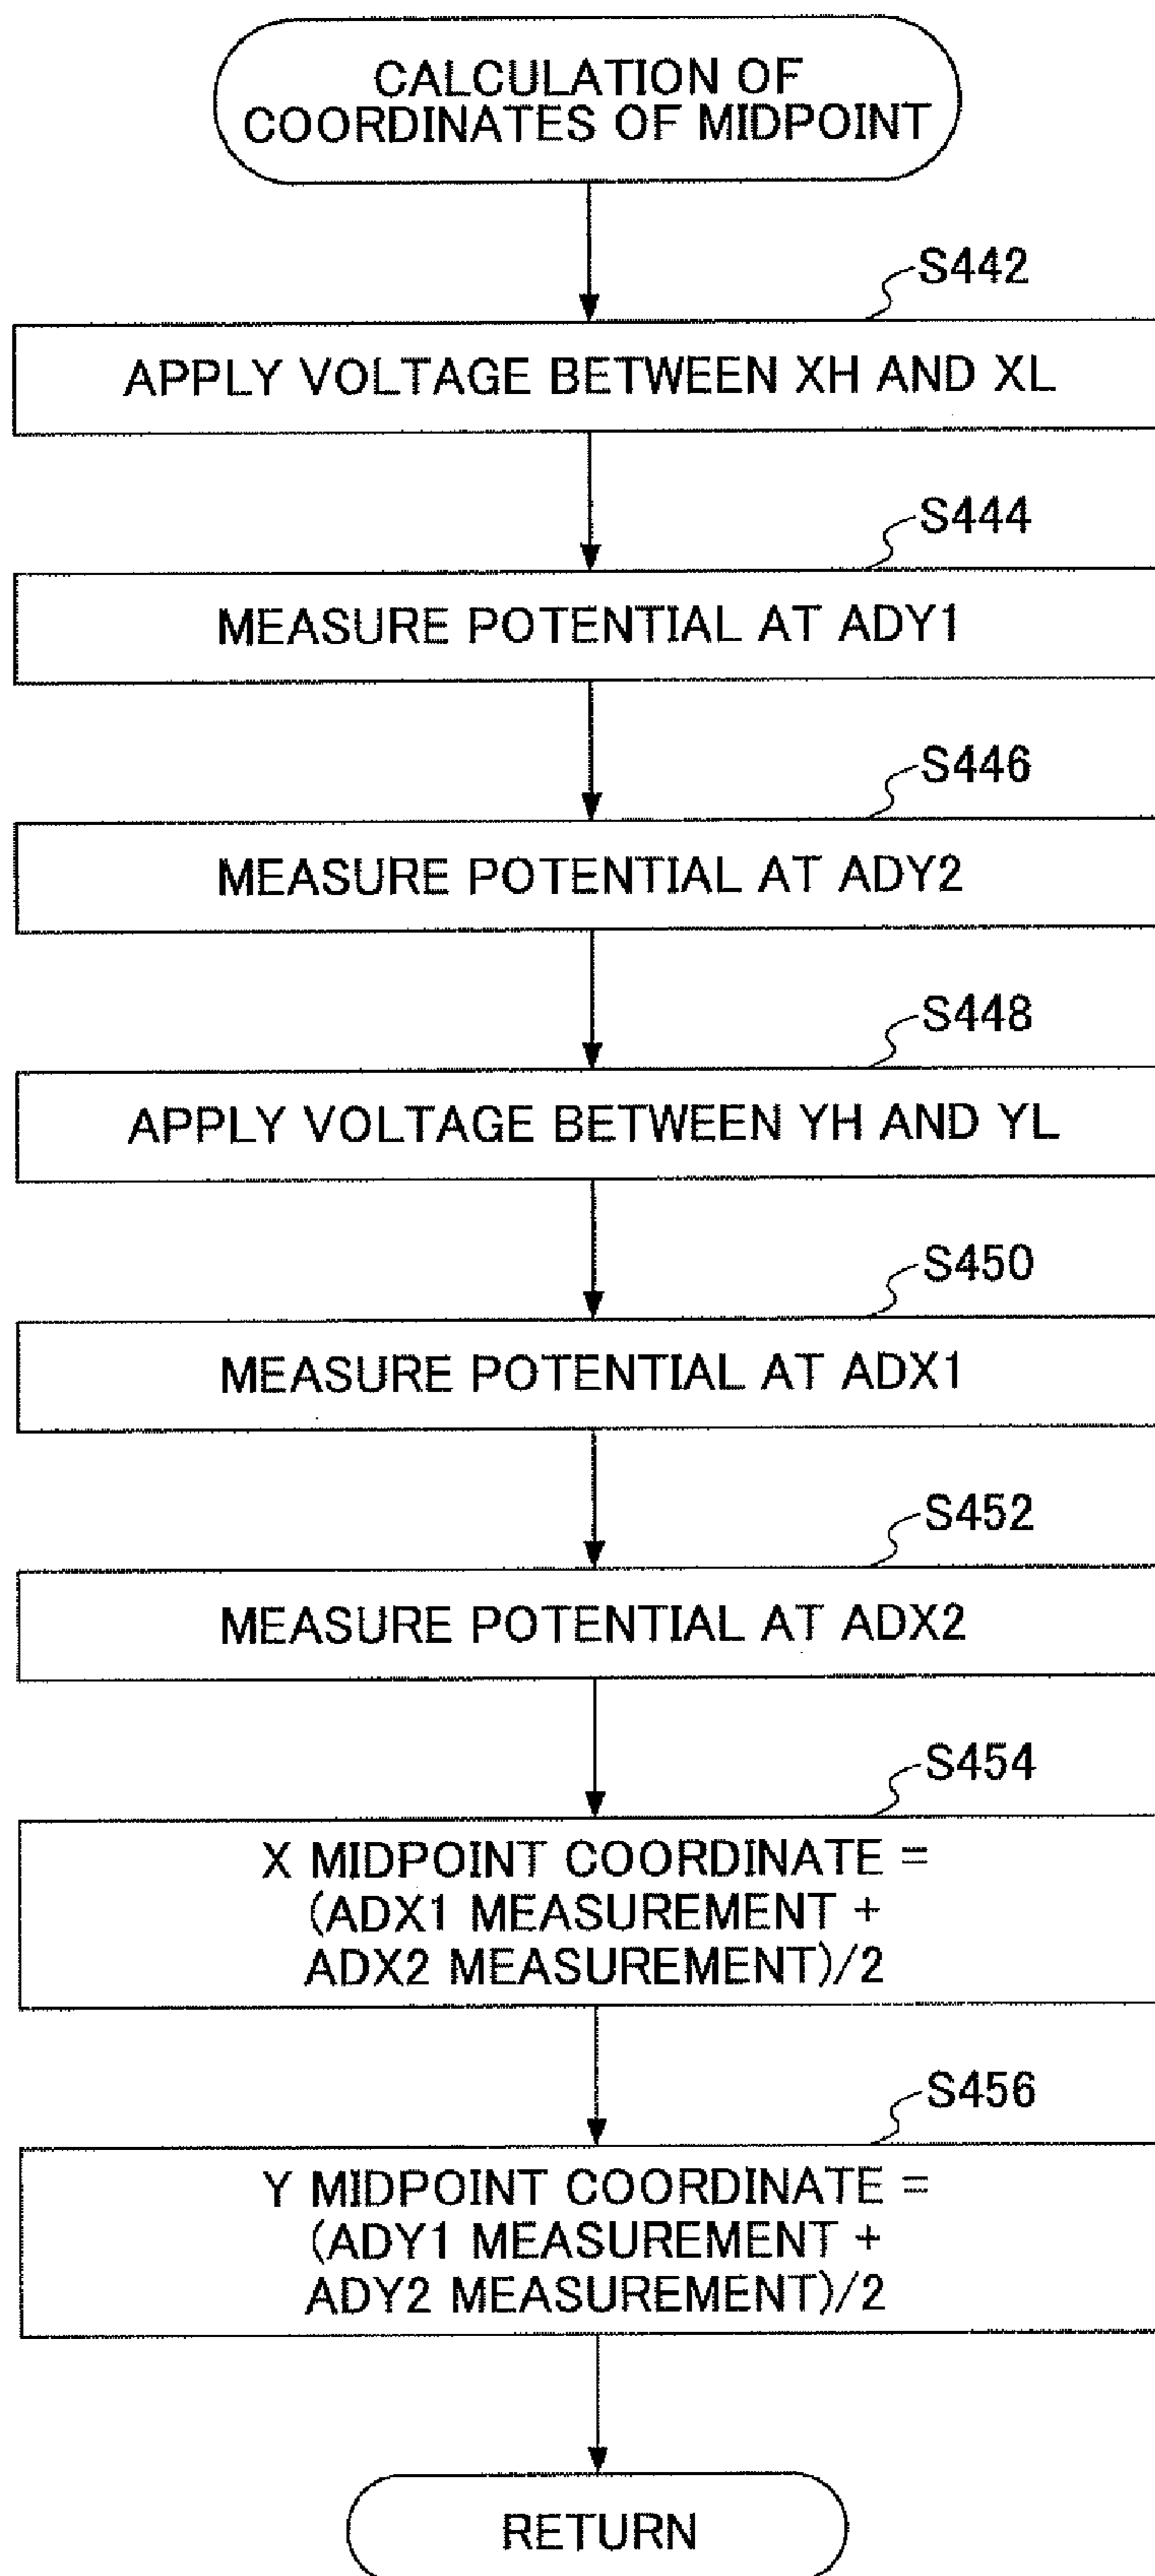 CALCULATION OF
COORDINATES OF MIDPOINT
S442
APPLY VOLTAGE BETWEEN XH AND XL
S444
MEASURE POTENTIAL AT ADY1
S446
MEASURE POTENTIAL AT ADY2
S448
APPLY VOLTAGE BETWEEN YH AND YL
S450
MEASURE POTENTIAL AT ADX1
S452
MEASURE POTENTIAL AT ADX2
S454
X MIDPOINT COORDINATE =
(ADX1 MEASUREMENT +
ADX2 MEASUREMENT)/2
S456
Y MIDPOINT COORDINATE =
(ADY1 MEASUREMENT +
ADY2 MEASUREMENT)/2
RETURN